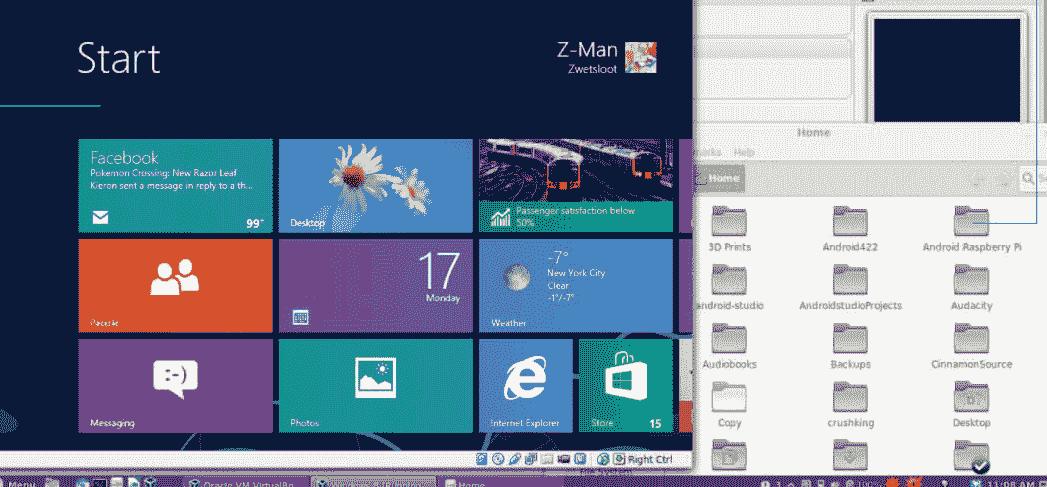 Start
Z-Man
Zwetsloot
Facebook
Pokemon Crossing: New Razor Leaf
Kieron sent a message in reply to a th...
99+
Desktop
Passenger satisfaction below
50%
People
17
Monday
-7°
New York City
Clear
-1°/-7°
Weather
Messaging
Photos
Internet Explorer
Store
15
Right Ctrl
Home
Help
Home
3D Prints
Android422
Android Raspberry Pi
android-studio
AndroidstudioProjects
Audacity
Audiobooks
Backups
CinnamonSource
Copy
crushking
Desktop
Menu
Oracle VM VirtualBo
Home
11:08 AM